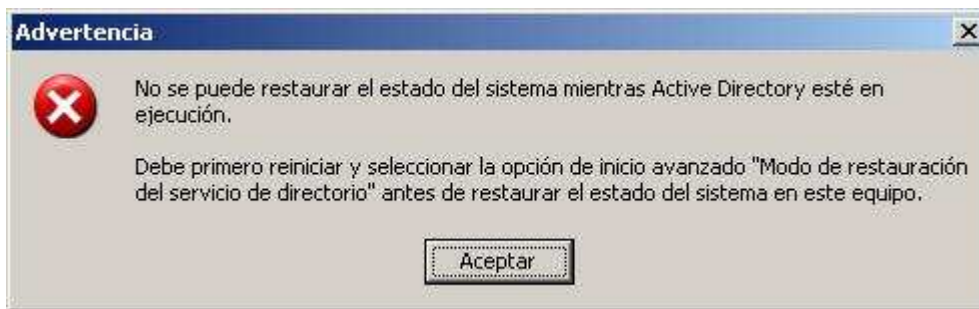 Advertencia
No se puede restaurar el estado del sistema mientras Active Directory esté en
ejecución.
Debe primero reiniciar y seleccionar la opción de inicio avanzado "Modo de restauración
del servicio de directorio" antes de restaurar el estado del sistema en este equipo.
Aceptar